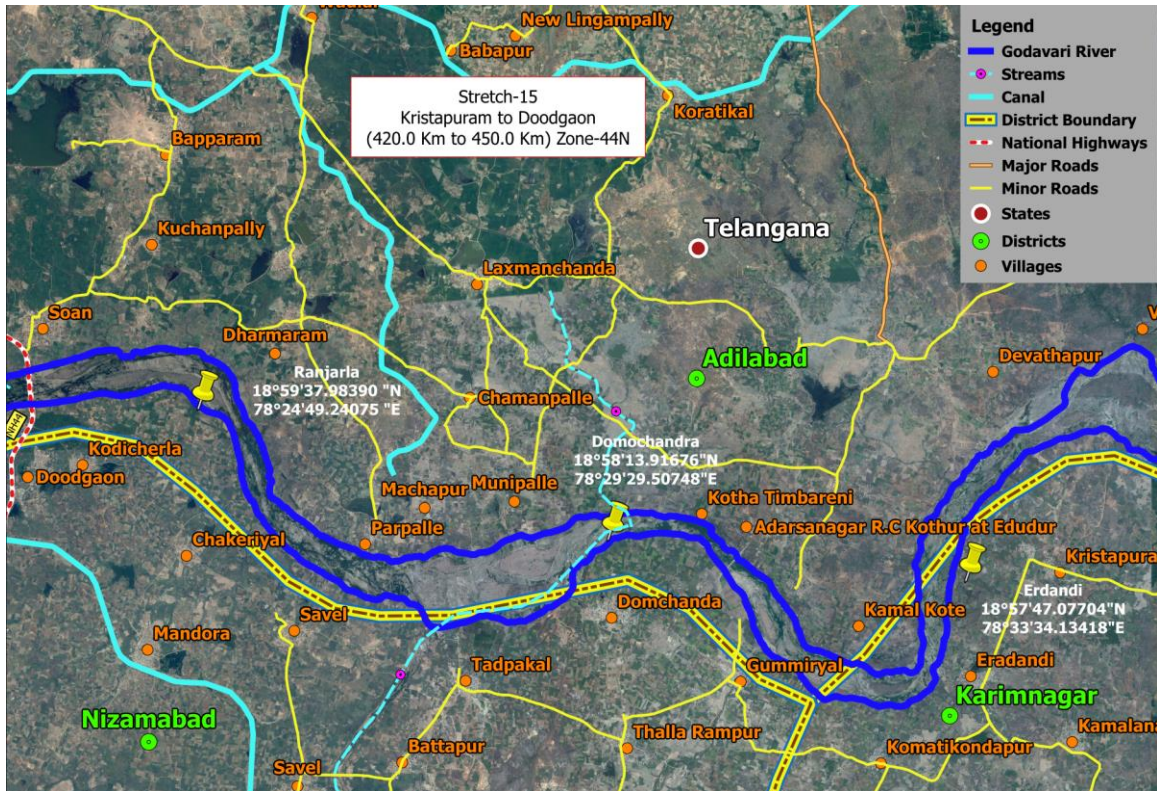 Wadial
New Lingampally
Babapur
Stretch-15
Kristapuram to Doodgaon
(420.0 Km to 450.0 Km) Zone-44N
Koratikal
Bapparam
Kuchanpally
Telangana
Laxmanchanda
Soan
Dharmaram
Ranjarla
18°59'37.98390 "N
78°24'49.24075 "E
Adilabad
Devathapur
V
Chamanpalle
Domochandra
18°58'13.91676"N
78°29'29.50748"E
NH44
Kodicherla
Doodgaon
Machapur
Munipalle
Kotha Timbareni
Adarsanagar R.C Kothur at Edudur
Parpalle
Chakeriyal
Kristapura
Erdandi
18°57'47.07704"N
78°33'34.13418"E
Savel
Domchanda
Kamal Kote
Mandora
Tadpakal
Gummiryal
Eradandi
Karimnagar
Nizamabad
Battapur
Thalla Rampur
Komatikondapur
Kamalana
Savel
Legend
Godavari River
Streams
Canal
District Boundary
National Highways
Major Roads
Minor Roads
States
Districts
Villages